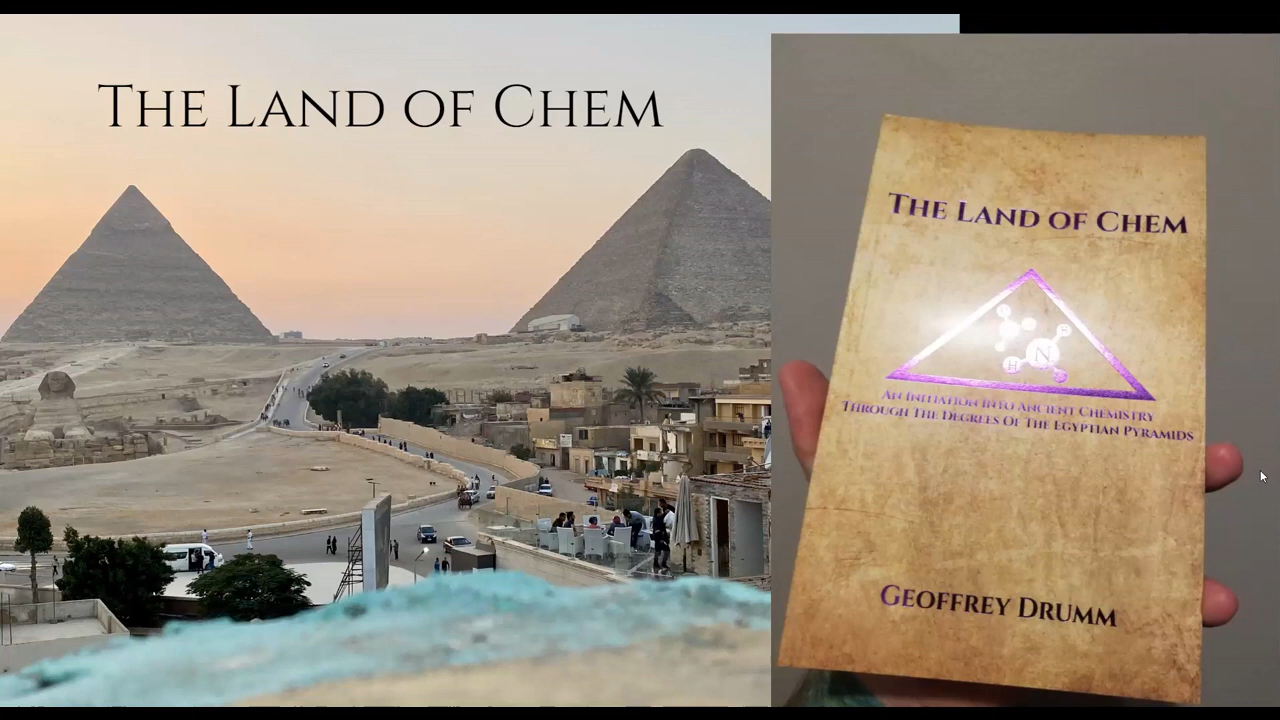 The Land of Chem
The Land of Chem
N
H
An Initiation into Ancient Chemistry
Through The Degrees Of The Egyptian Pyramids
Geoffrey Drumm